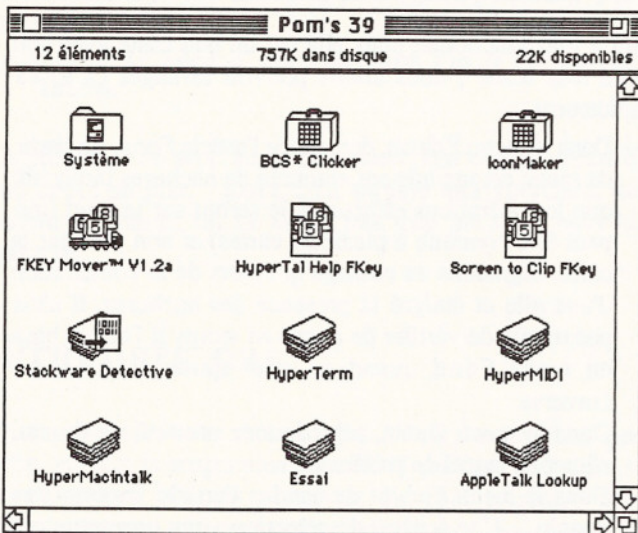 Pom's 39
12 éléments 757K dans disque 22K disponibles
Système BCS* Clicker IconMaker
FKEY Mover™ V1.2a HyperTal Help FKey Screen to Clip FKey
Stackware Detective HyperTerm HyperMIDI
HyperMacintalk Essai AppleTalk Lookup